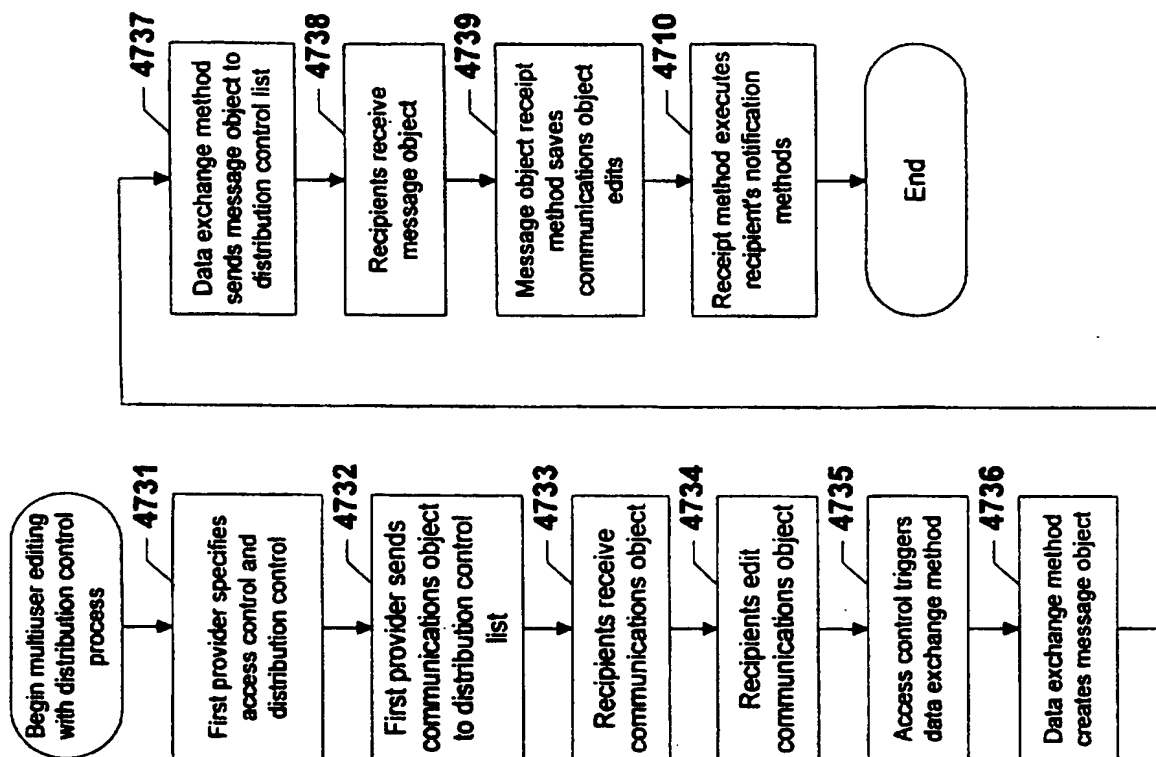 Begin multiuser editing
with distribution control
process
4731
First provider specifies
access control and
distribution control
4732
First provider sends
communications object
to distribution control
list
4733
Recipients receive
communications object
4734
Recipients edit
communications object
4735
Access control triggers
data exchange method
4736
Data exchange method
creates message object
4737
Data exchange method
sends message object to
distribution control list
4738
Recipients receive
message object
4739
Message object receipt
method saves
communications object
edits
4710
Receipt method executes
recipient's notification
methods
End